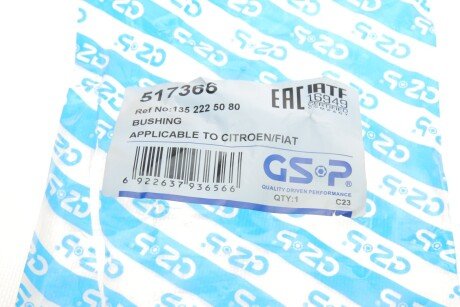 517366
Ref No:135 222 50 80
BUSHING
APPLICABLE TO CITROEN/FIAT
EAC
IATF
16949
CERTIFIED
6 922637 936566
GSP
QUALITY DRIVEN PERFORMANCE
QTY:1
C23